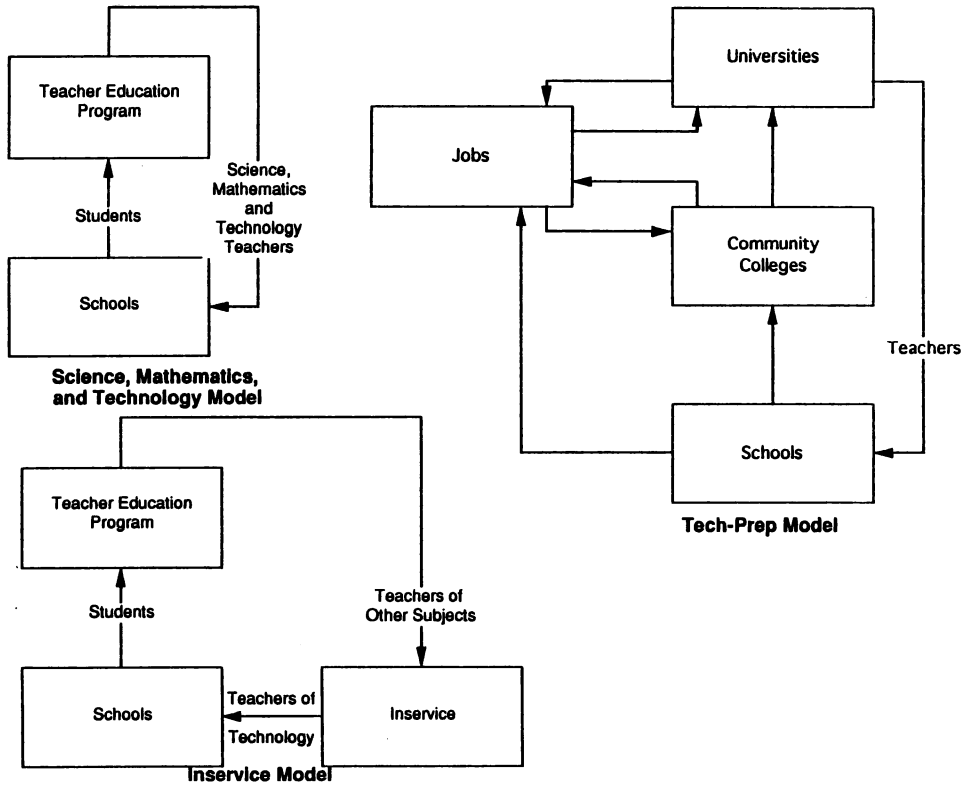 Teacher Education
Program
Students
Science,
Mathematics
and
Technology
Teachers
Schools
Science, Mathematics,
and Technology Model
Universities
Jobs
Community
Colleges
Teachers
Schools
Tech-Prep Model
Teacher Education
Program
Students
Teachers of
Other Subjects
Schools
Teachers of
Technology
Inservice
Inservice Model